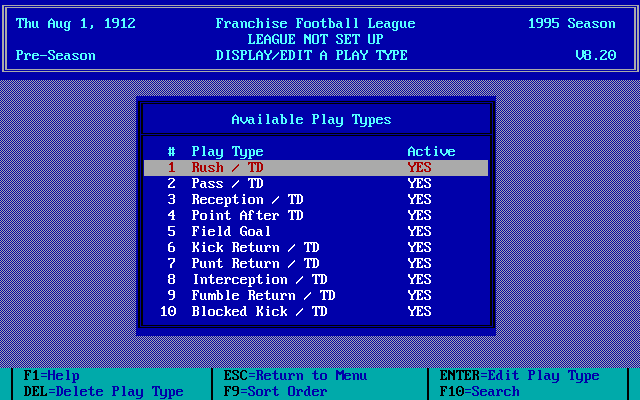 Thu Aug 1, 1912 Franchise Football League 1995 Season
LEAGUE NOT SET UP
Pre-Season DISPLAY/EDIT A PLAY TYPE V8.20
Available Play Types
# Play Type Active
1 Rush / TD YES
2 Pass / TD YES
3 Reception / TD YES
4 Point After TD YES
5 Field Goal YES
6 Kick Return / TD YES
7 Punt Return / TD YES
8 Interception / TD YES
9 Fumble Return / TD YES
10 Blocked Kick / TD YES
F1=Help ESC=Return to Menu ENTER=Edit Play Type
DEL=Delete Play Type F9=Sort Order F10=Search